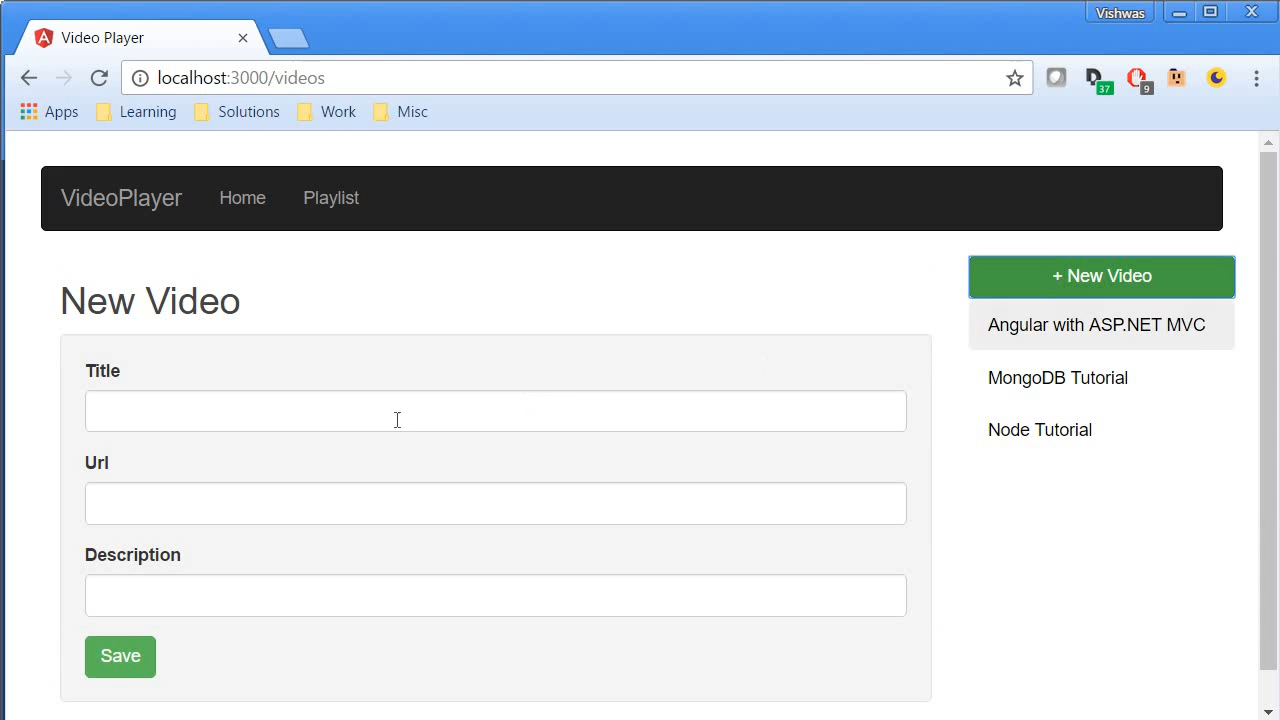 Vishwas
Video Player
localhost:3000/videos
37
9
Apps Learning Solutions Work Misc
VideoPlayer Home Playlist
+ New Video
New Video
Angular with ASP.NET MVC
Title
MongoDB Tutorial
Node Tutorial
Url
Description
Save